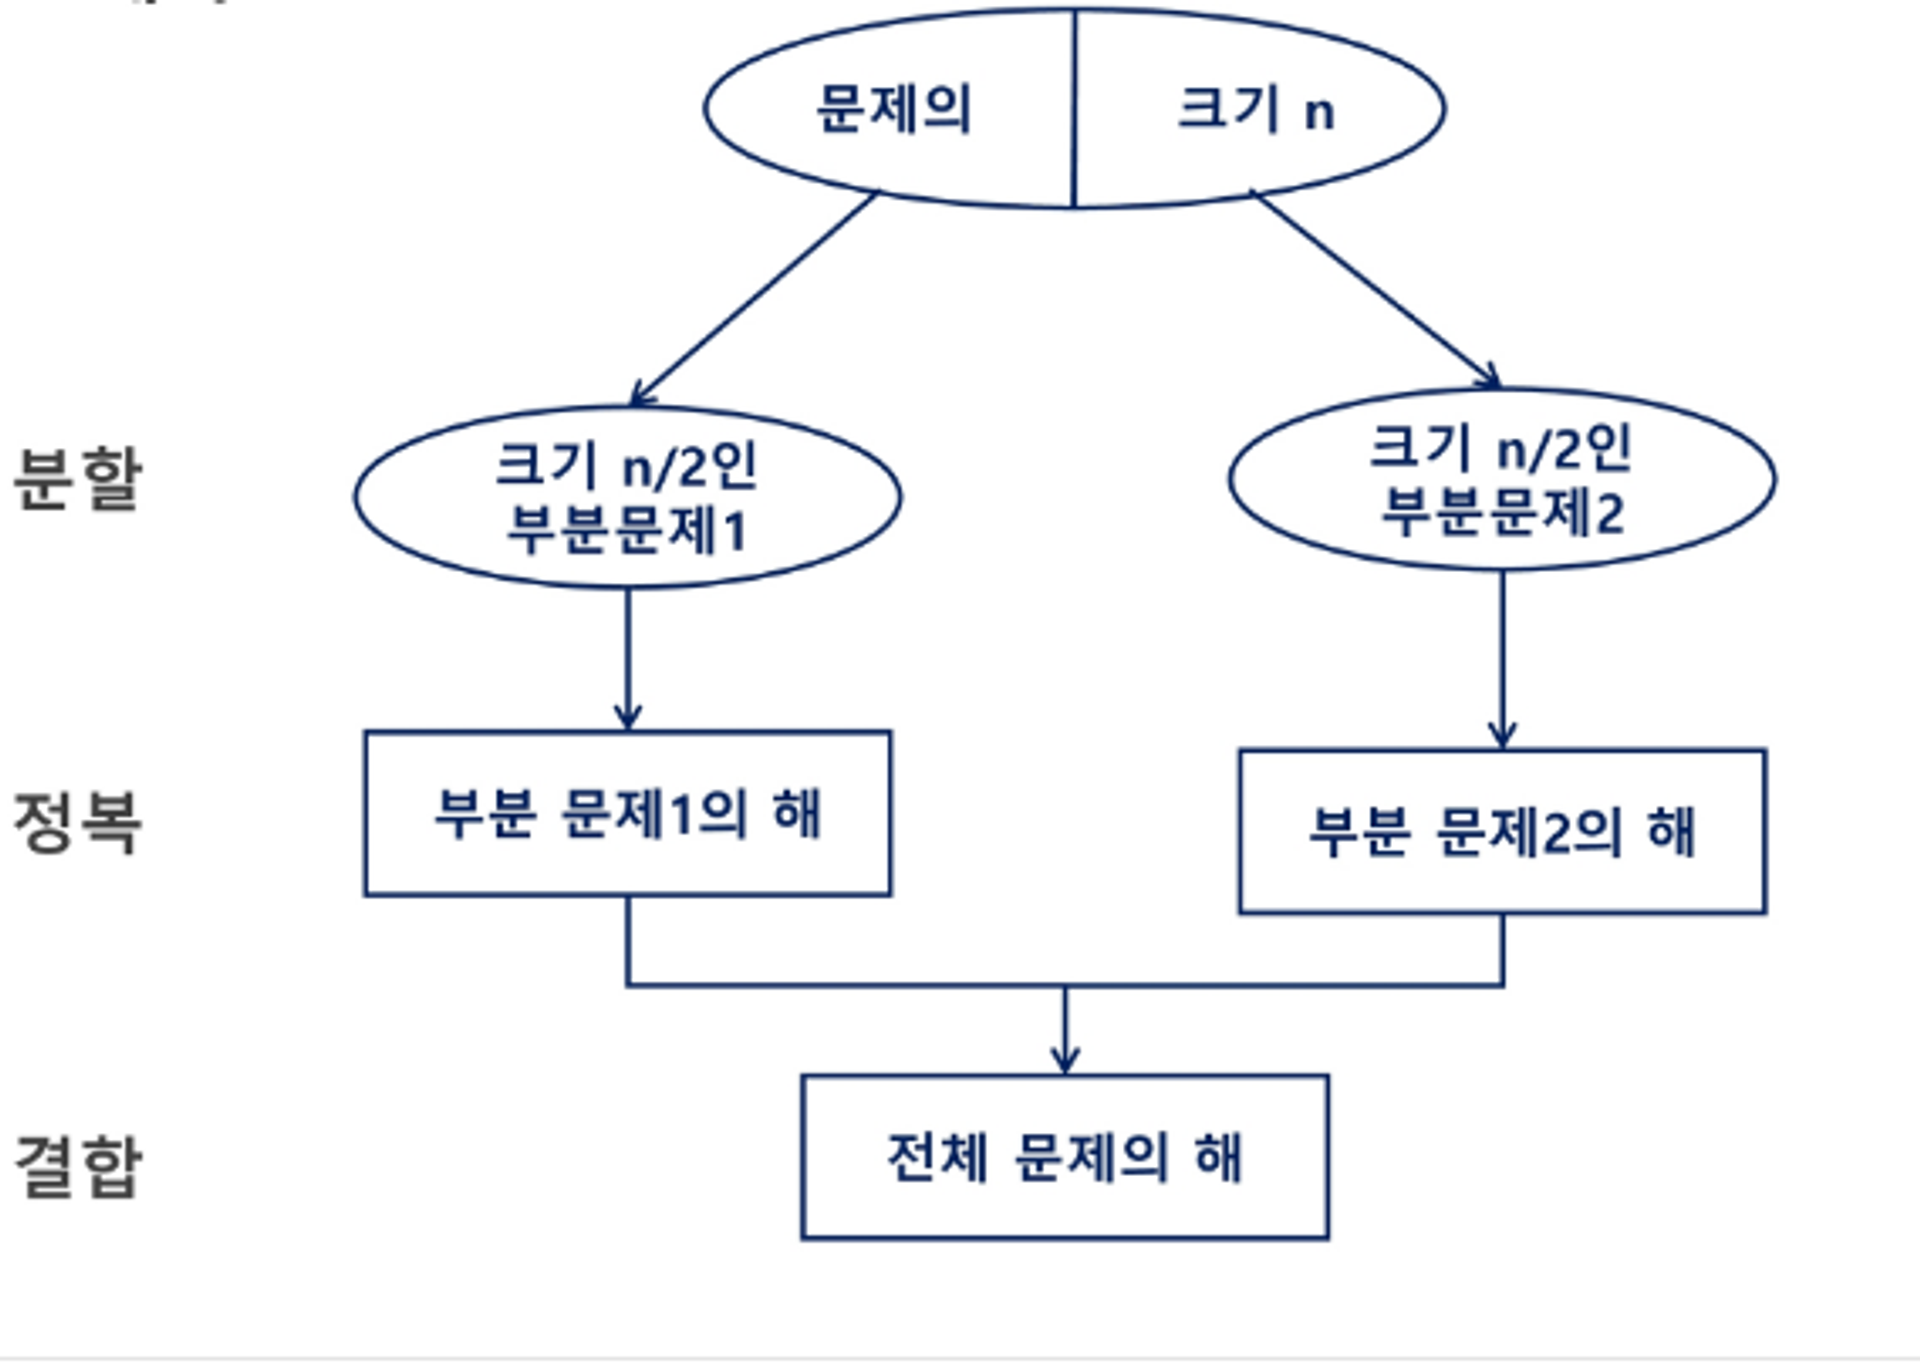 문제의 크기 n
분할
크기 n/2인
부분문제1
크기 n/2인
부분문제2
정복
부분 문제1의 해
부분 문제2의 해
결합
전체 문제의 해